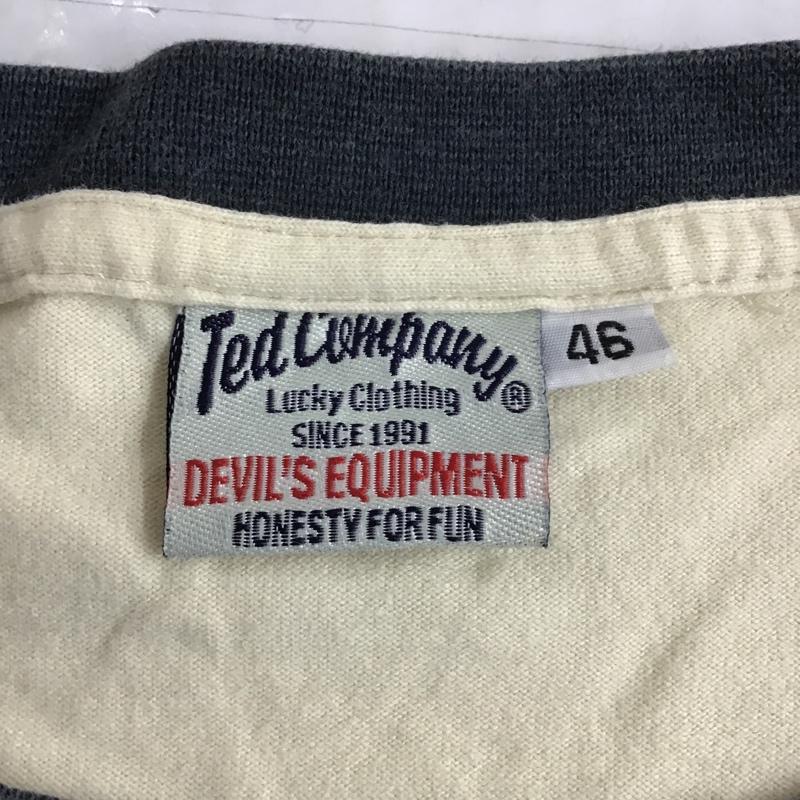 Ted Company®
Lucky Clothing
SINCE 1991
DEVIL'S EQUIPMENT
HONESTY FOR FUN
46